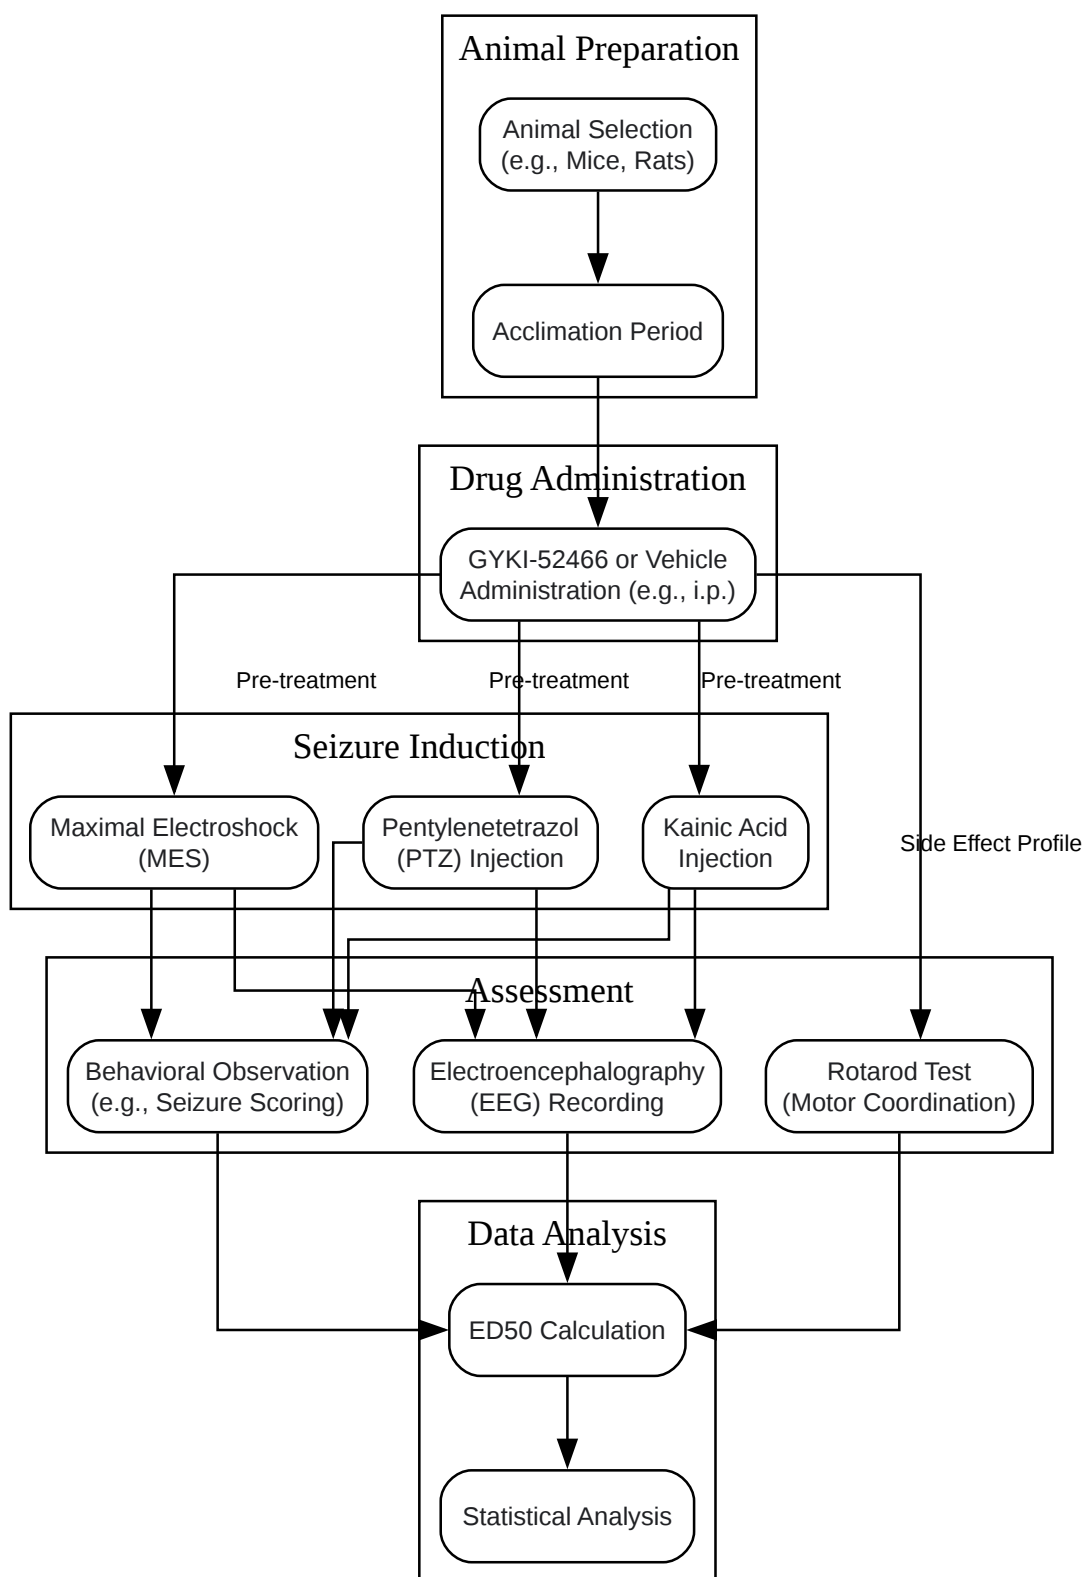 Animal Preparation
Animal Selection
(e.g., Mice, Rats)
Acclimation Period
Drug Administration
GYKI-52466 or Vehicle
Administration (e.g., i.p.)
Pre-treatment
Pre-treatment
Pre-treatment
Seizure Induction
Maximal Electroshock
(MES)
Pentylenetetrazol
(PTZ) Injection
Kainic Acid
Injection
Side Effect Profile
Assessment
Behavioral Observation
(e.g., Seizure Scoring)
Electroencephalography
(EEG) Recording
Rotarod Test
(Motor Coordination)
Data Analysis
ED50 Calculation
Statistical Analysis